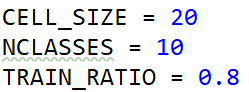 CELL_SIZE = 20
NCLASSES = 10
TRAIN_RATIO = 0.8